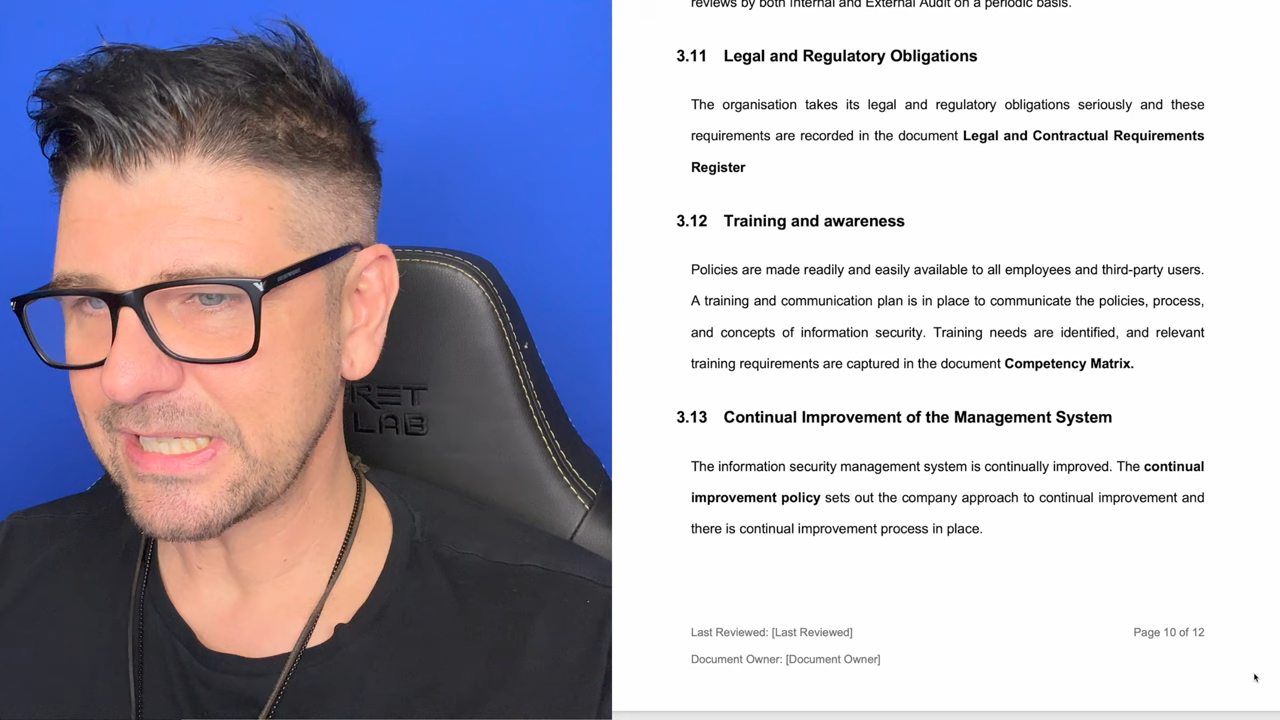 reviews by both Internal and External Audit on a periodic basis.
3.11 Legal and Regulatory Obligations
The organisation takes its legal and regulatory obligations seriously and these
requirements are recorded in the document Legal and Contractual Requirements
Register
3.12 Training and awareness
Policies are made readily and easily available to all employees and third-party users.
A training and communication plan is in place to communicate the policies, process,
and concepts of information security. Training needs are identified, and relevant
training requirements are captured in the document Competency Matrix.
3.13 Continual Improvement of the Management System
The information security management system is continually improved. The continual
improvement policy sets out the company approach to continual improvement and
there is continual improvement process in place.
Last Reviewed: [Last Reviewed]
Page 10 of 12
Document Owner: [Document Owner]
RET
LAB